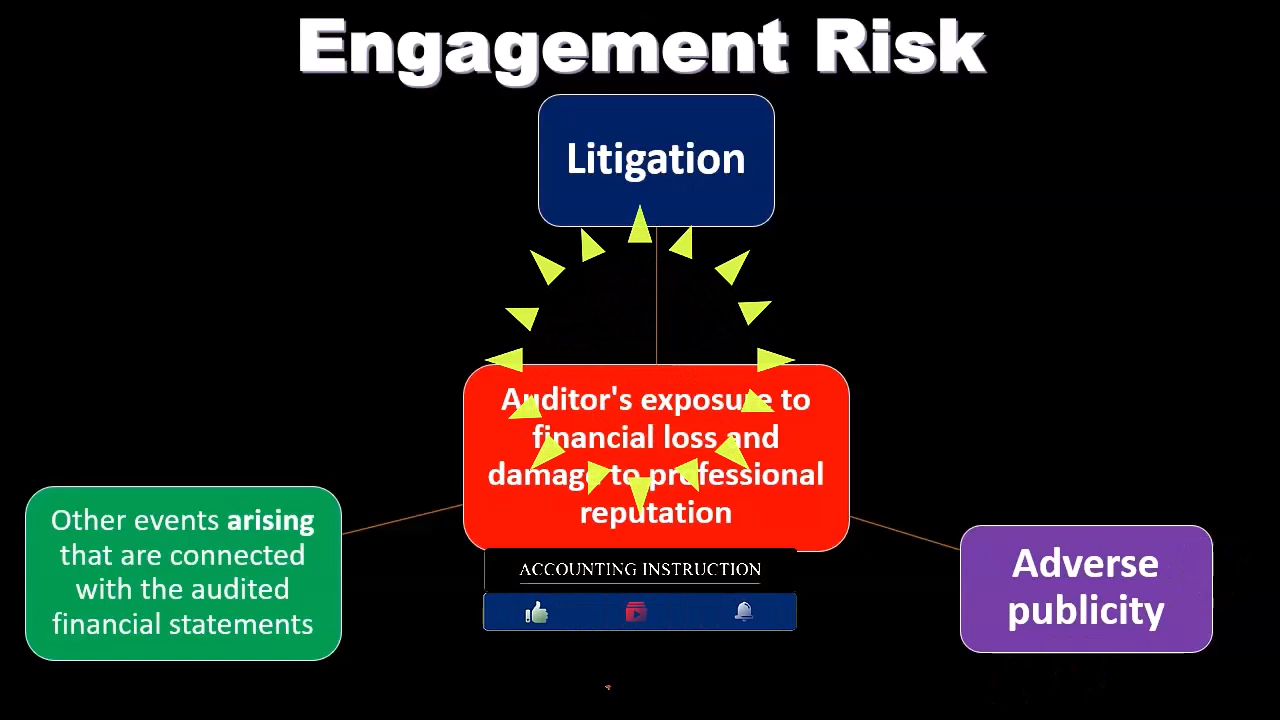 Engagement Risk
Litigation
Auditor's exposure to
financial loss and
damage to professional
reputation
Other events arising
that are connected
with the audited
financial statements
Adverse
publicity
ACCOUNTING INSTRUCTION